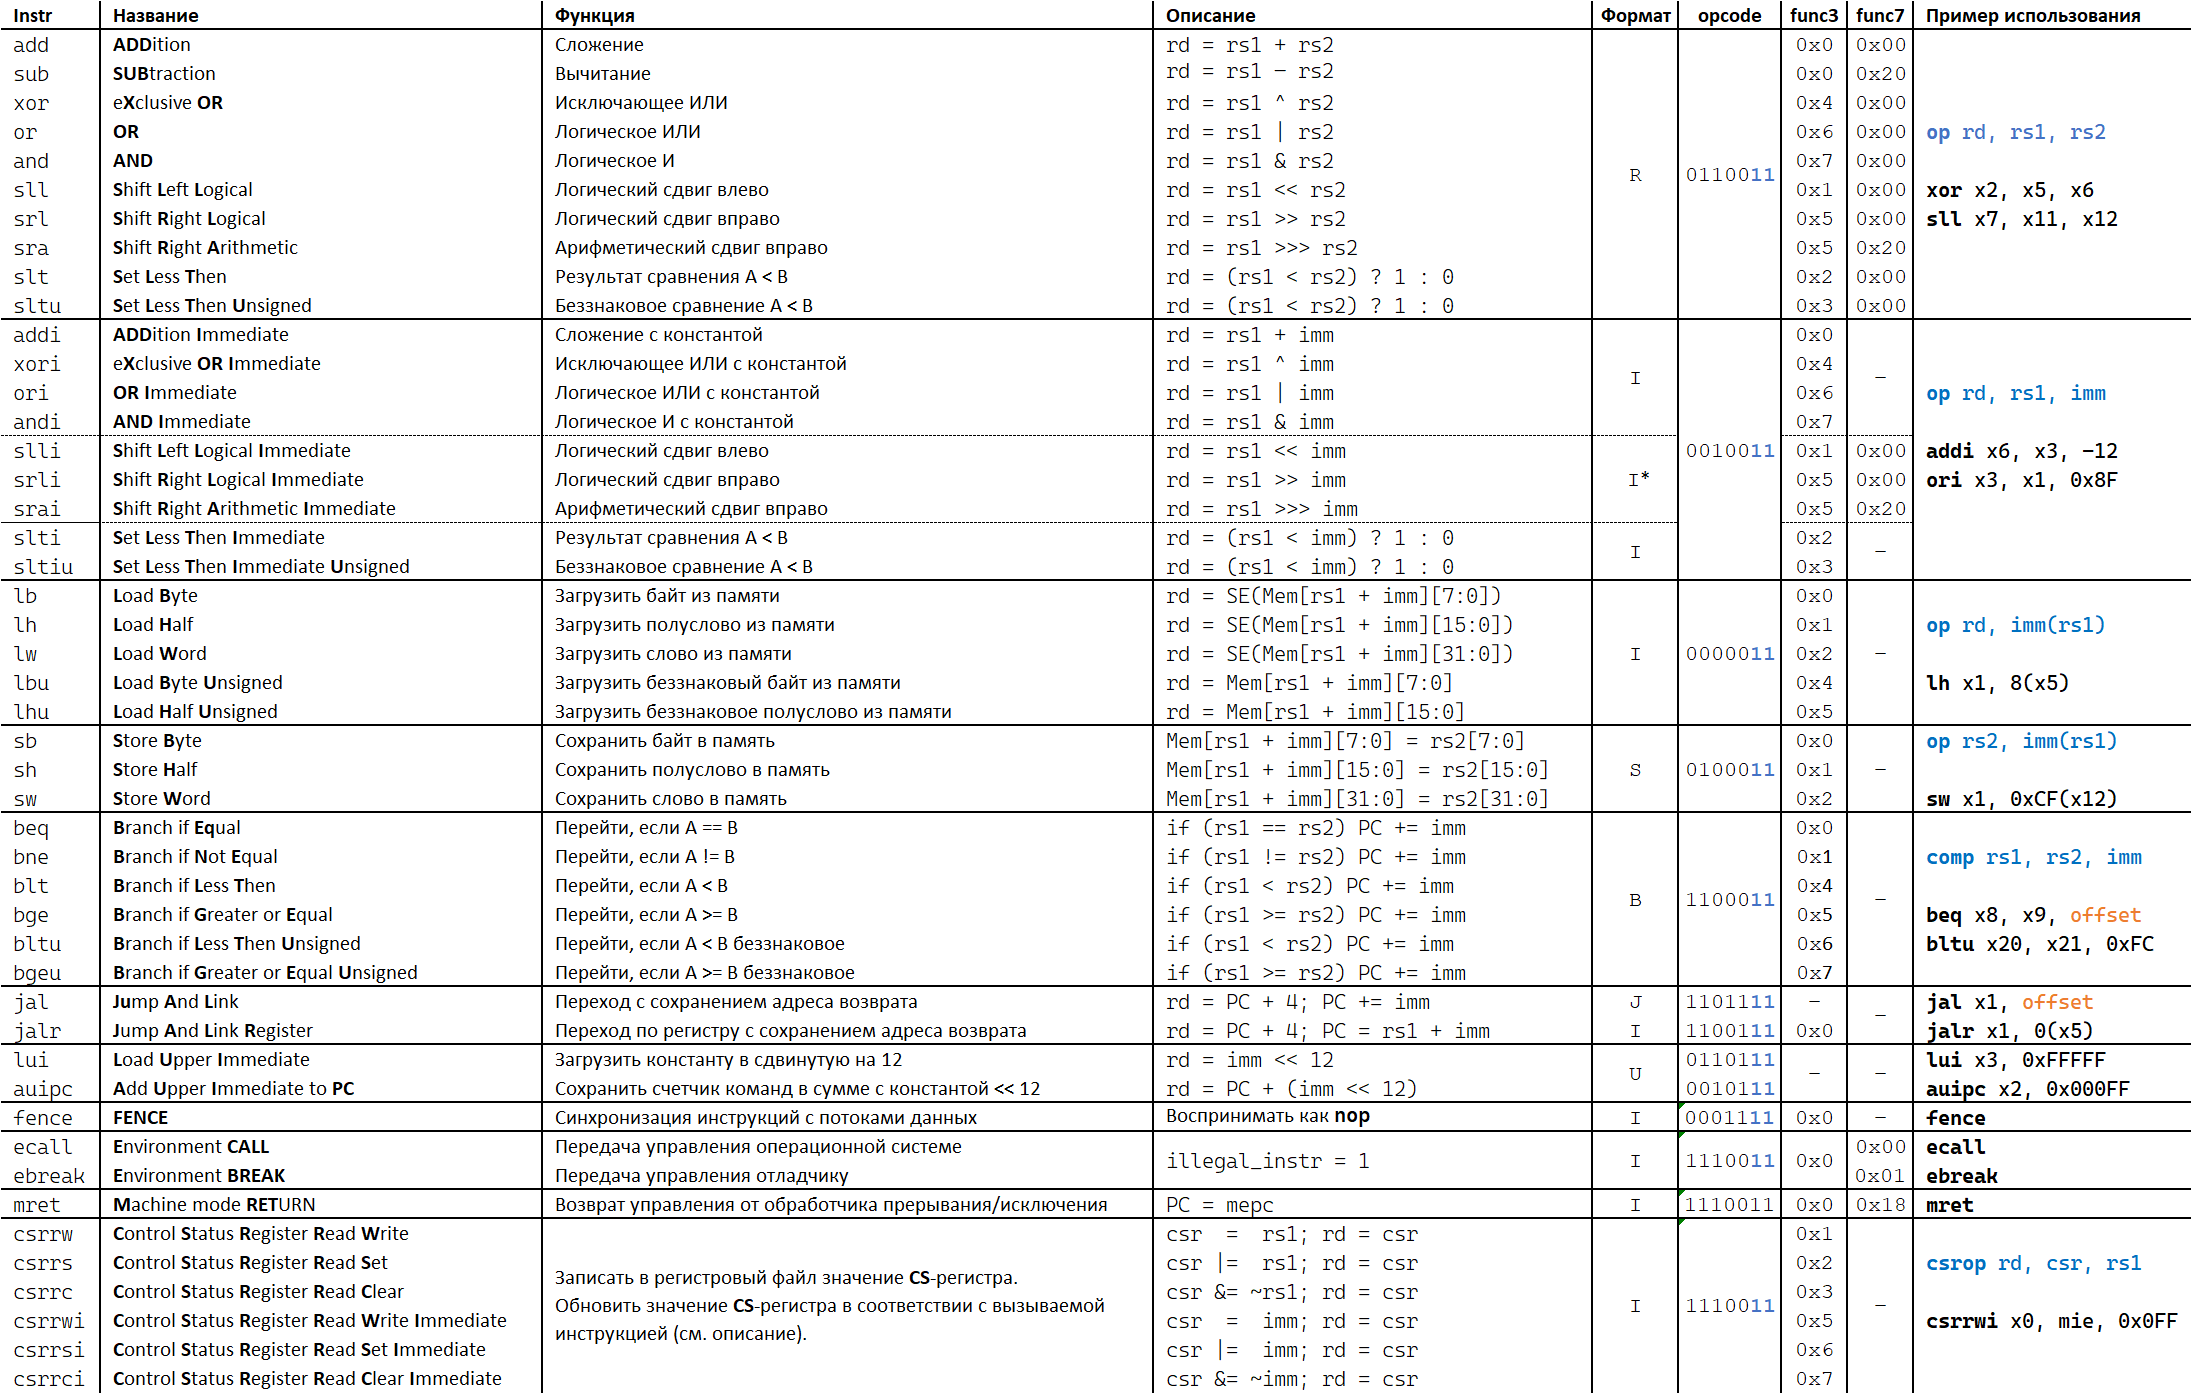 Instr Название Функция Описание Формат opcode func3 func7 Пример использования
add ADDition Сложение rd = rs1 + rs2 0x0 0x00
sub SUBtraction Вычитание rd = rs1 − rs2 0x0 0x20
xor eXclusive OR Исключающее ИЛИ rd = rs1 ^ rs2 0x4 0x00
or OR Логическое ИЛИ rd = rs1 | rs2 0x6 0x00 op rd, rs1, rs2
and AND Логическое И rd = rs1 & rs2 0x7 0x00
sll Shift Left Logical Логический сдвиг влево rd = rs1 << rs2 R 0110011 0x1 0x00 xor x2, x5, x6
srl Shift Right Logical Логический сдвиг вправо rd = rs1 >> rs2 0x5 0x00 sll x7, x11, x12
sra Shift Right Arithmetic Арифметический сдвиг вправо rd = rs1 >>> rs2 0x5 0x20
slt Set Less Then Результат сравнения A < B rd = (rs1 < rs2) ? 1 : 0 0x2 0x00
sltu Set Less Then Unsigned Беззнаковое сравнение A < B rd = (rs1 < rs2) ? 1 : 0 0x3 0x00
addi ADDition Immediate Сложение с константой rd = rs1 + imm 0x0
xori eXclusive OR Immediate Исключающее ИЛИ с константой rd = rs1 ^ imm I 0x4 –
ori OR Immediate Логическое ИЛИ с константой rd = rs1 | imm 0x6 op rd, rs1, imm
andi AND Immediate Логическое И с константой rd = rs1 & imm 0x7
slli Shift Left Logical Immediate Логический сдвиг влево rd = rs1 << imm 0010011 0x1 0x00 addi x6, x3, −12
srli Shift Right Logical Immediate Логический сдвиг вправо rd = rs1 >> imm I* 0x5 0x00 ori x3, x1, 0x8F
srai Shift Right Arithmetic Immediate Арифметический сдвиг вправо rd = rs1 >>> imm 0x5 0x20
slti Set Less Then Immediate Результат сравнения A < B rd = (rs1 < imm) ? 1 : 0 I 0x2 –
sltiu Set Less Then Immediate Unsigned Беззнаковое сравнение A < B rd = (rs1 < imm) ? 1 : 0 0x3
lb Load Byte Загрузить байт из памяти rd = SE(Mem[rs1 + imm][7:0]) 0x0
lh Load Half Загрузить полуслово из памяти rd = SE(Mem[rs1 + imm][15:0]) 0x1 op rd, imm(rs1)
lw Load Word Загрузить слово из памяти rd = SE(Mem[rs1 + imm][31:0]) I 0000011 0x2 –
lbu Load Byte Unsigned Загрузить беззнаковый байт из памяти rd = Mem[rs1 + imm][7:0] 0x4 lh x1, 8(x5)
lhu Load Half Unsigned Загрузить беззнаковое полуслово из памяти rd = Mem[rs1 + imm][15:0] 0x5
sb Store Byte Сохранить байт в память Mem[rs1 + imm][7:0] = rs2[7:0] 0x0 op rs2, imm(rs1)
sh Store Half Сохранить полуслово в память Mem[rs1 + imm][15:0] = rs2[15:0] S 0100011 0x1 –
sw Store Word Сохранить слово в память Mem[rs1 + imm][31:0] = rs2[31:0] 0x2 sw x1, 0xCF(x12)
beq Branch if Equal Перейти, если A == B if (rs1 == rs2) PC += imm 0x0
bne Branch if Not Equal Перейти, если A != B if (rs1 != rs2) PC += imm 0x1 comp rs1, rs2, imm
blt Branch if Less Then Перейти, если A < B if (rs1 < rs2) PC += imm B 1100011 0x4 –
bge Branch if Greater or Equal Перейти, если A >= B if (rs1 >= rs2) PC += imm 0x5 beq x8, x9, offset
bltu Branch if Less Then Unsigned Перейти, если A < B беззнаковое if (rs1 < rs2) PC += imm 0x6 bltu x20, x21, 0xFC
bgeu Branch if Greater or Equal Unsigned Перейти, если A >= B беззнаковое if (rs1 >= rs2) PC += imm 0x7
jal Jump And Link Переход с сохранением адреса возврата rd = PC + 4; PC += imm J 1101111 – – jal x1, offset
jalr Jump And Link Register Переход по регистру с сохранением адреса возврата rd = PC + 4; PC = rs1 + imm I 1100111 0x0 jalr x1, 0(x5)
lui Load Upper Immediate Загрузить константу в сдвинутую на 12 rd = imm << 12 U 0110111 – – lui x3, 0xFFFFF
auipc Add Upper Immediate to PC Сохранить счетчик команд в сумме с константой << 12 rd = PC + (imm << 12) 0010111 auipc x2, 0x000FF
fence FENCE Синхронизация инструкций с потоками данных Воспринимать как nop I 0001111 0x0 – fence
ecall Environment CALL Передача управления операционной системе illegal_instr = 1 I 1110011 0x0 0x00 ecall
ebreak Environment BREAK Передача управления отладчику 0x01 ebreak
mret Machine mode RETURN Возврат управления от обработчика прерывания/исключения PC = mepc I 1110011 0x0 0x18 mret
csrrw Control Status Register Read Write csr = rs1; rd = csr 0x1
csrrs Control Status Register Read Set csr |= rs1; rd = csr 0x2 csrop rd, csr, rs1
csrrc Control Status Register Read Clear Записать в регистровый файл значение CS-регистра. csr &= ~rs1; rd = csr 0x3
csrrwi Control Status Register Read Write Immediate Обновить значение CS-регистра в соответствии с вызываемой csr = imm; rd = csr I 1110011 0x5 – csrrwi x0, mie, 0x0FF
csrrsi Control Status Register Read Set Immediate инструкцией (см. описание). csr |= imm; rd = csr 0x6
csrrci Control Status Register Read Clear Immediate csr &= ~imm; rd = csr 0x7